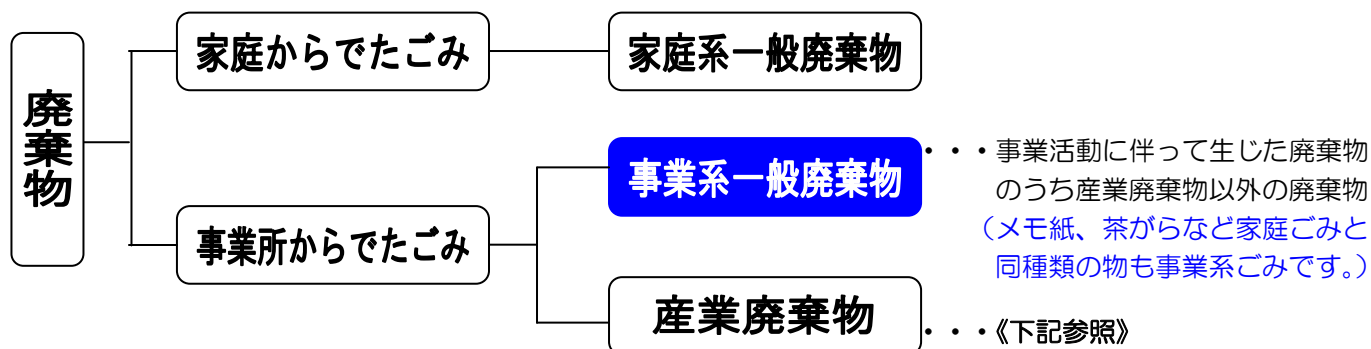 廃棄物
家庭からでたごみ
家庭系一般廃棄物
事業所からでたごみ
事業系一般廃棄物
・・・事業活動に伴って生じた廃棄物
のうち産業廃棄物以外の廃棄物
（メモ紙、茶がらなど家庭ごみと
同種類の物も事業系ごみです。）
産業廃棄物
・・・《下記参照》